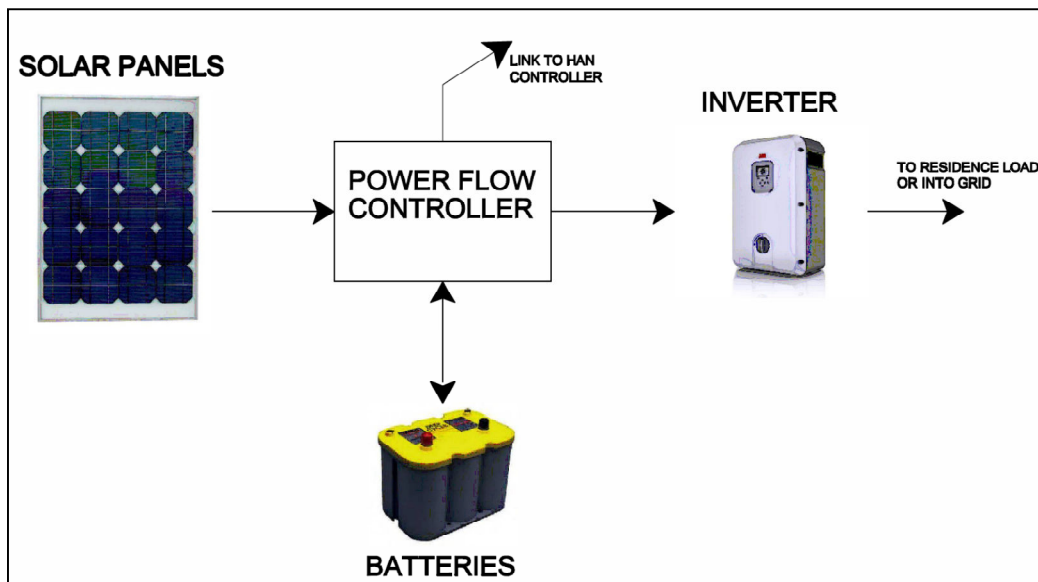 SOLAR PANELS
LINK TO HAN
CONTROLLER
INVERTER
POWER FLOW
CONTROLLER
TO RESIDENCE LOAD
OR INTO GRID
BATTERIES